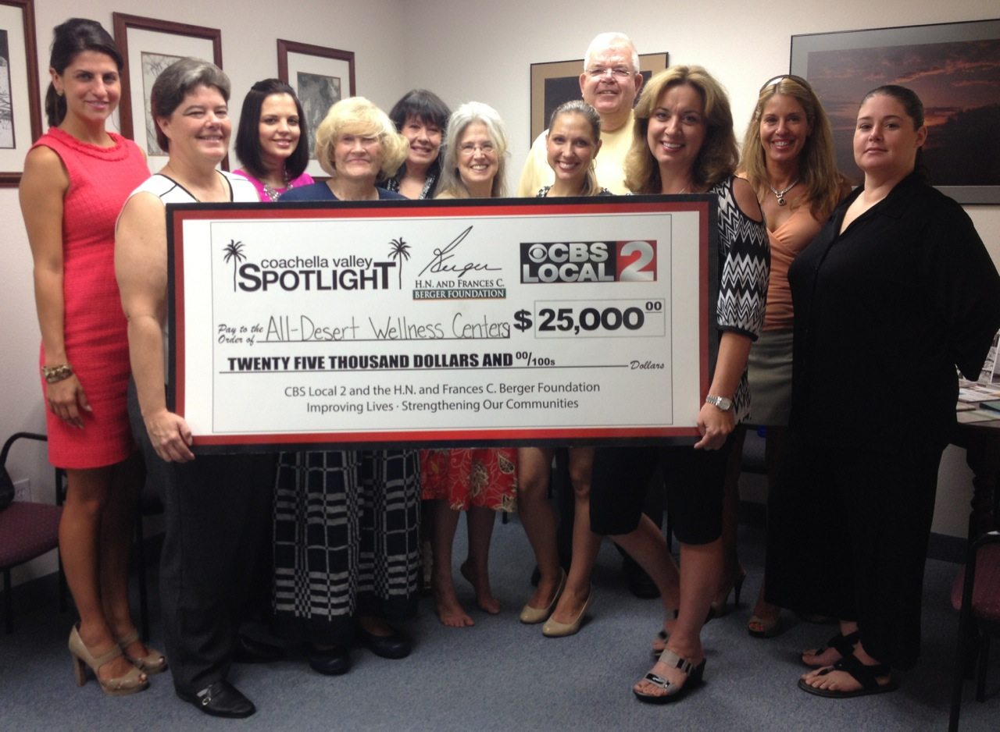 coachella valley
SPOTLIGHT
Berger
H.N. AND FRANCES C.
BERGER FOUNDATION
CBS
LOCAL 2
Pay to the
Order of All-Desert Wellness Centers $ 25,000 00
TWENTY FIVE THOUSAND DOLLARS AND 00/100s Dollars
CBS Local 2 and the H.N. and Frances C. Berger Foundation
Improving Lives · Strengthening Our Communities